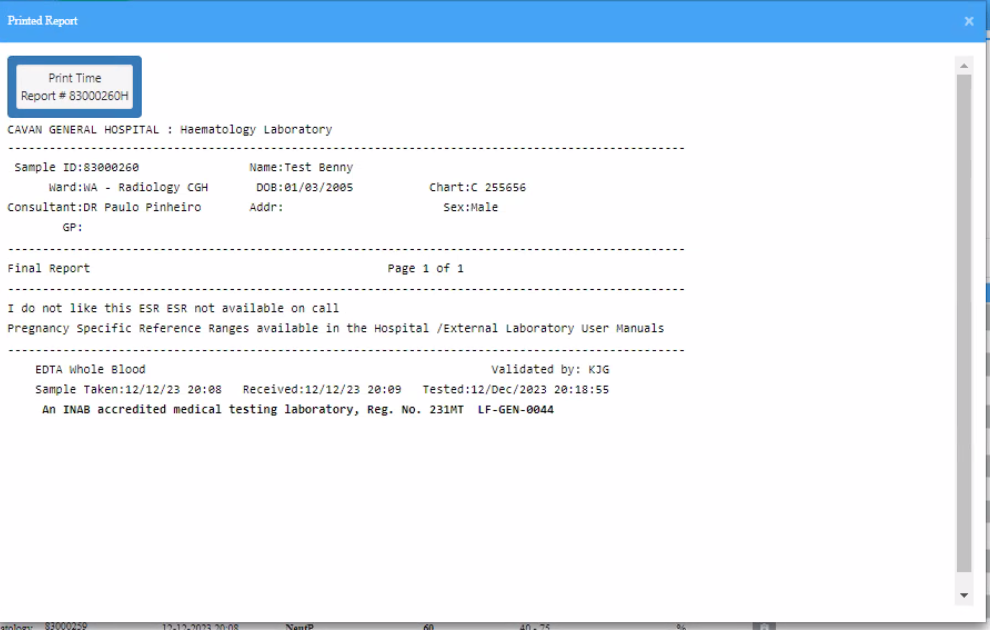 Printed Report
×
Print Time
Report # 83000260H
CAVAN GENERAL HOSPITAL : Haematology Laboratory
--------------------------------------------------------------------------------------------------
Sample ID:83000260 Name:Test Benny
Ward:WA - Radiology CGH DOB:01/03/2005 Chart:C 255656
Consultant:DR Paulo Pinheiro Addr: Sex:Male
GP:
--------------------------------------------------------------------------------------------------
Final Report Page 1 of 1
--------------------------------------------------------------------------------------------------
I do not like this ESR ESR not available on call
Pregnancy Specific Reference Ranges available in the Hospital /External Laboratory User Manuals
--------------------------------------------------------------------------------------------------
EDTA Whole Blood Validated by: KJG
Sample Taken:12/12/23 20:08 Received:12/12/23 20:09 Tested:12/Dec/2023 20:18:55
An INAB accredited medical testing laboratory, Reg. No. 231MT LF-GEN-0044
83000259 12-12-2023 20:08 NeutP 60 40 - 75 %